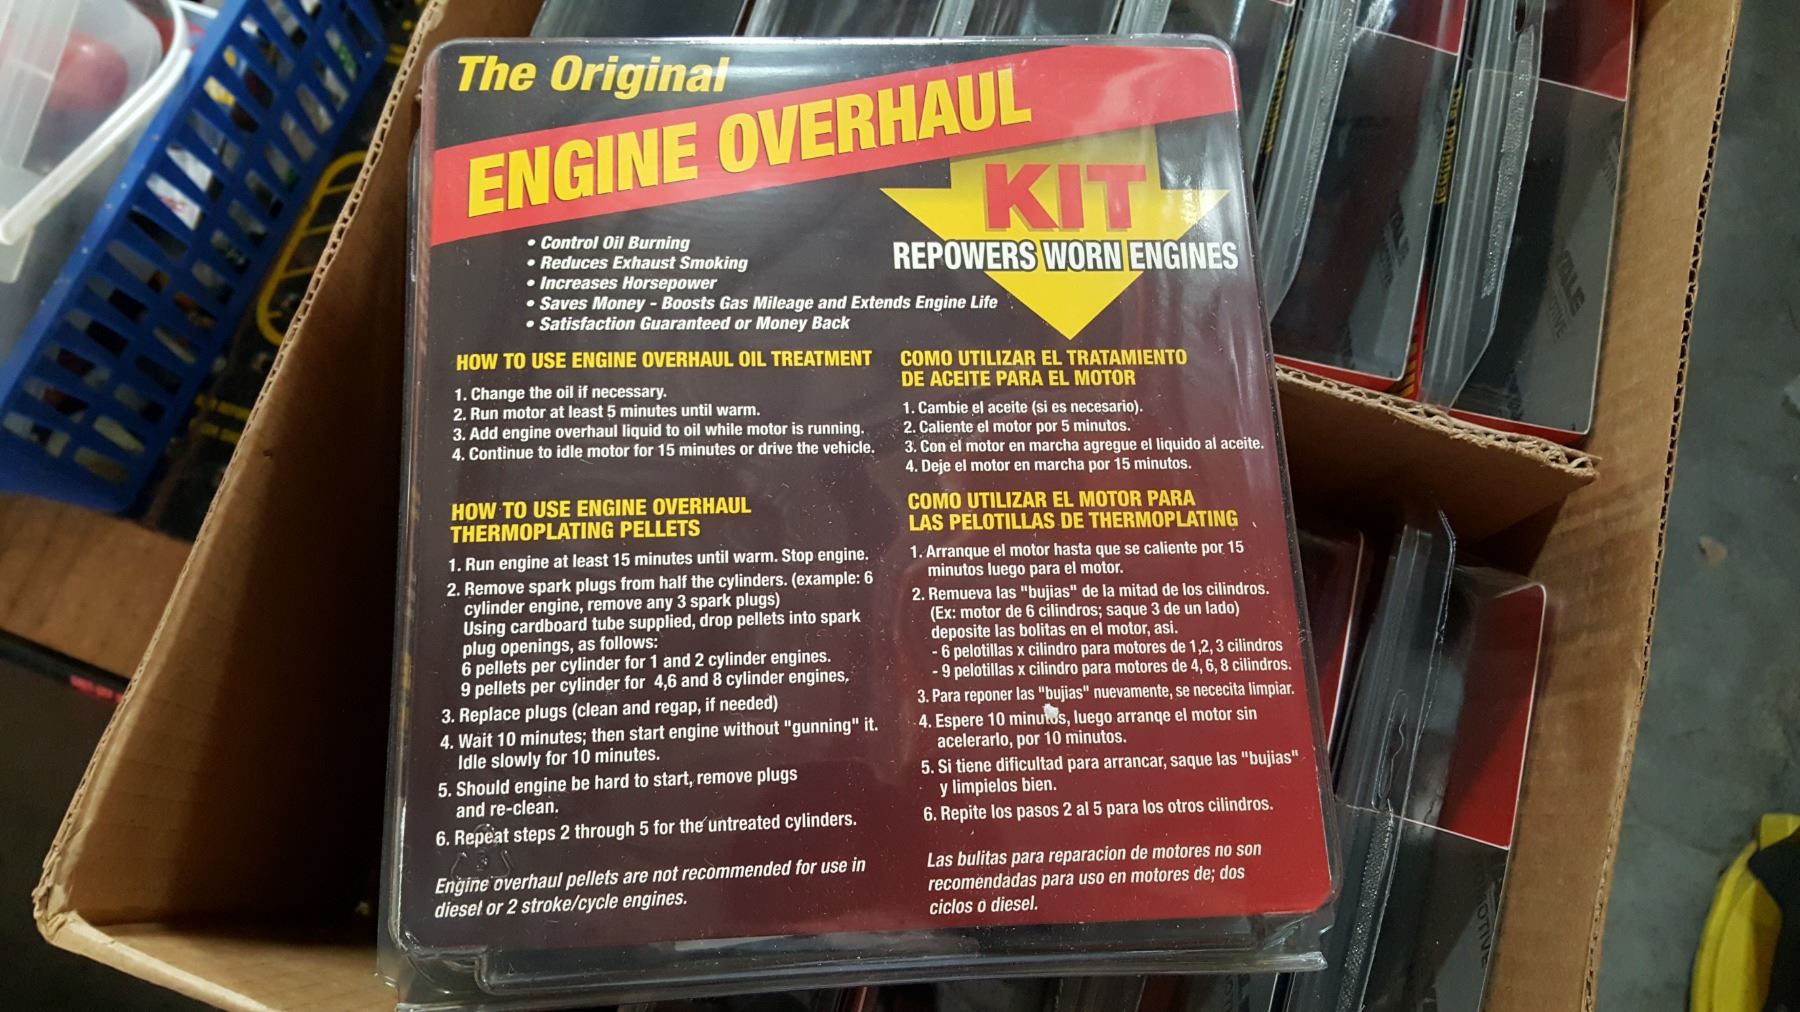 The Original
ENGINE OVERHAUL
KIT
REPOWERS WORN ENGINES
• Control Oil Burning
• Reduces Exhaust Smoking
• Increases Horsepower
• Saves Money - Boosts Gas Mileage and Extends Engine Life
• Satisfaction Guaranteed or Money Back
HOW TO USE ENGINE OVERHAUL OIL TREATMENT
1. Change the oil if necessary.
2. Run motor at least 5 minutes until warm.
3. Add engine overhaul liquid to oil while motor is running.
4. Continue to idle motor for 15 minutes or drive the vehicle.
HOW TO USE ENGINE OVERHAUL
THERMOPLATING PELLETS
1. Run engine at least 15 minutes until warm. Stop engine.
2. Remove spark plugs from half the cylinders. (example: 6
cylinder engine, remove any 3 spark plugs)
Using cardboard tube supplied, drop pellets into spark
plug openings, as follows:
6 pellets per cylinder for 1 and 2 cylinder engines.
9 pellets per cylinder for 4,6 and 8 cylinder engines,
3. Replace plugs (clean and regap, if needed)
4. Wait 10 minutes; then start engine without "gunning" it.
Idle slowly for 10 minutes.
5. Should engine be hard to start, remove plugs
and re-clean.
6. Repeat steps 2 through 5 for the untreated cylinders.
Engine overhaul pellets are not recommended for use in
diesel or 2 stroke/cycle engines.
COMO UTILIZAR EL TRATAMIENTO
DE ACEITE PARA EL MOTOR
1. Cambie el aceite (si es necesario).
2. Caliente el motor por 5 minutos.
3. Con el motor en marcha agregue el liquido al aceite.
4. Deje el motor en marcha por 15 minutos.
COMO UTILIZAR EL MOTOR PARA
LAS PELOTILLAS DE THERMOPLATING
1. Arranque el motor hasta que se caliente por 15
minutos luego para el motor.
2. Remueva las "bujias" de la mitad de los cilindros.
(Ex: motor de 6 cilindros; saque 3 de un lado)
deposite las bolitas en el motor, asi.
- 6 pelotillas x cilindro para motores de 1,2, 3 cilindros
- 9 pelotillas x cilindro para motores de 4, 6, 8 cilindros.
3. Para reponer las "bujias" nuevamente, se nececita limpiar.
4. Espere 10 minutos, luego arranqe el motor sin
acelerarlo, por 10 minutos.
5. Si tiene dificultad para arrancar, saque las "bujias"
y limpielos bien.
6. Repite los pasos 2 al 5 para los otros cilindros.
Las bulitas para reparacion de motores no son
recomendadas para uso en motores de; dos
ciclos o diesel.